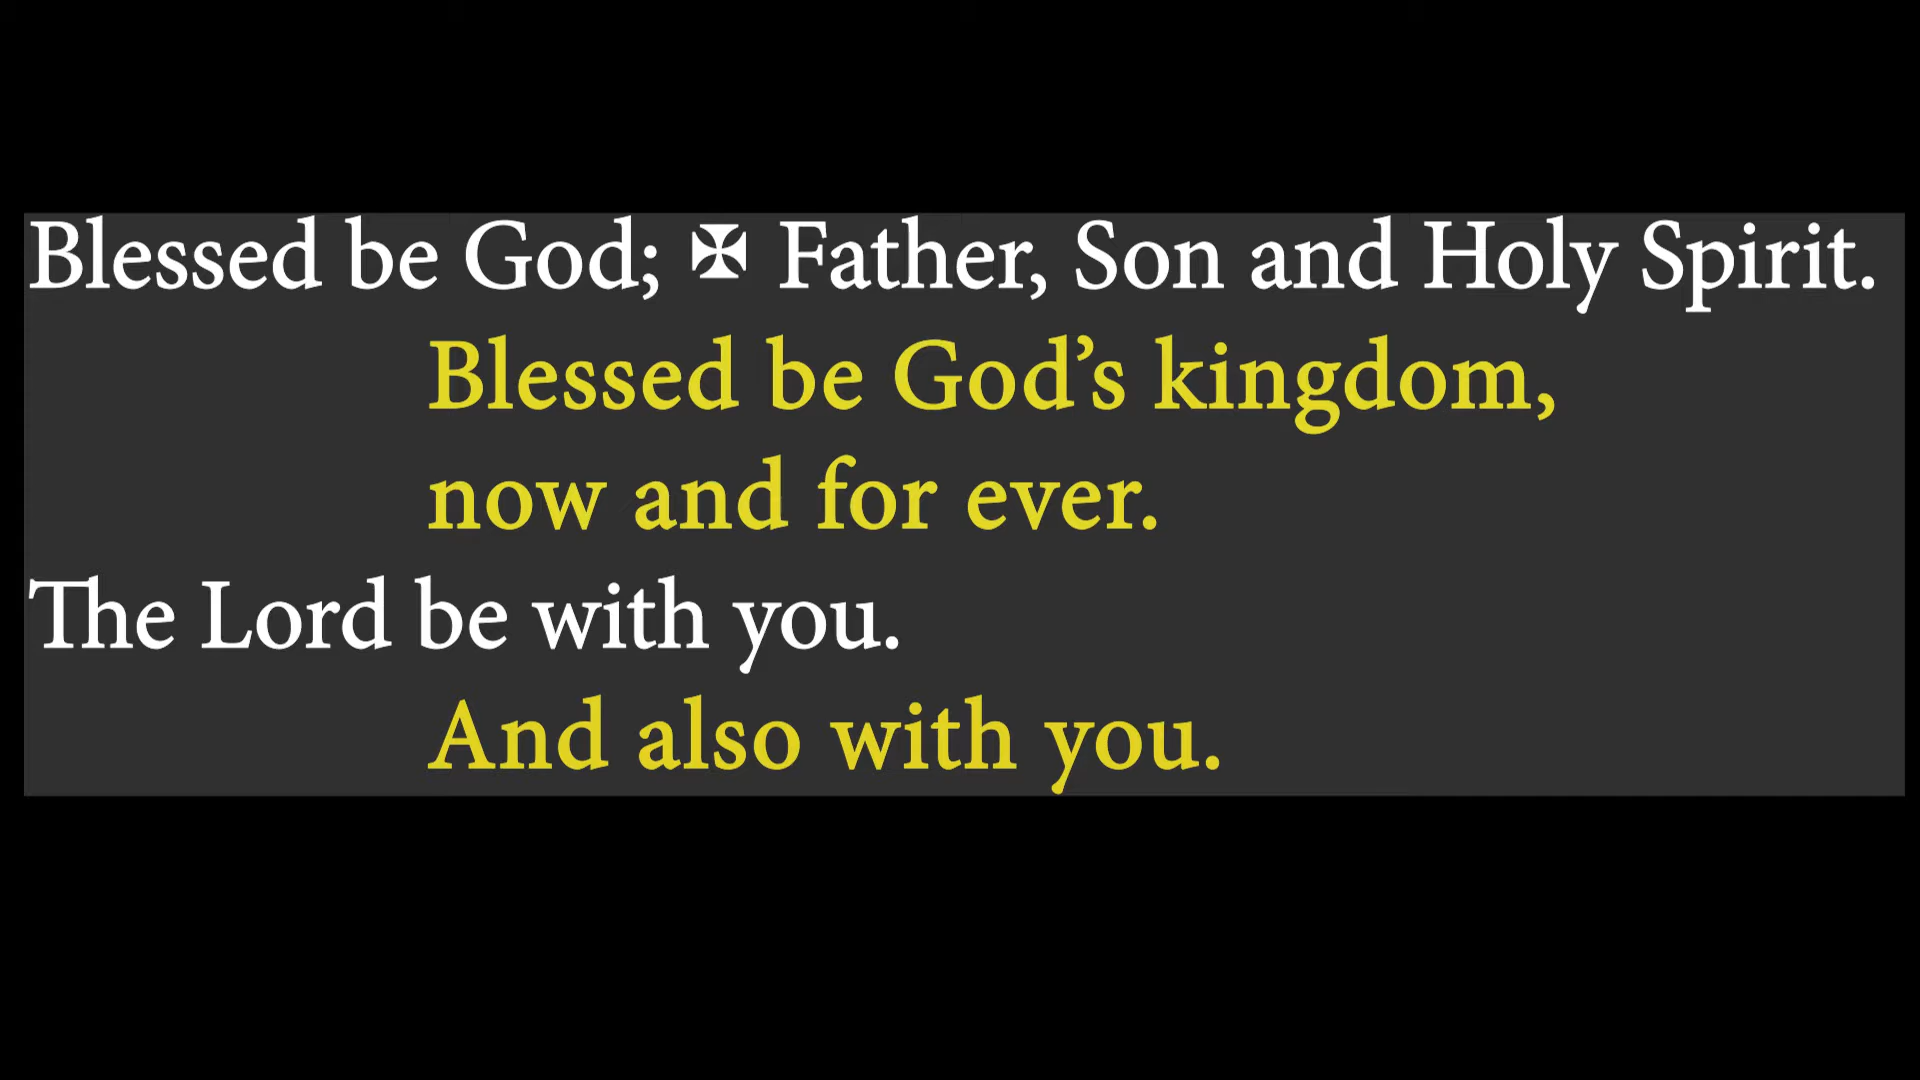 Blessed be God; ✠ Father, Son and Holy Spirit.
Blessed be God’s kingdom,
now and for ever.
The Lord be with you.
And also with you.